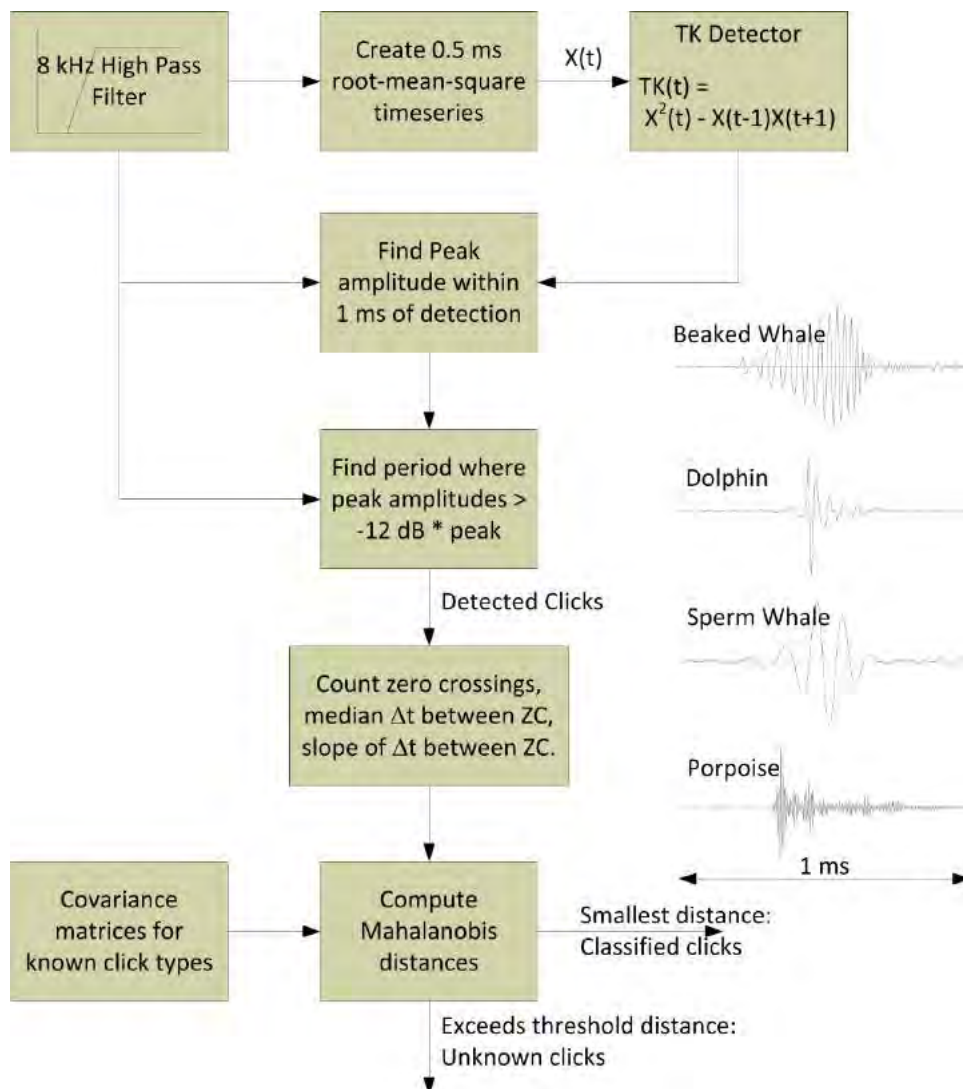 8 kHz High Pass
Filter
Create 0.5 ms
root-mean-square
timeseries
X(t)
TK Detector
TK(t) =
X²(t) - X(t-1)X(t+1)
Find Peak
amplitude within
1 ms of detection
Find period where
peak amplitudes >
-12 dB * peak
Detected Clicks
Count zero crossings,
median Δt between ZC,
slope of Δt between ZC.
Covariance
matrices for
known click types
Compute
Mahalanobis
distances
Smallest distance:
Classified clicks
Exceeds threshold distance:
Unknown clicks
Beaked Whale
Dolphin
Sperm Whale
Porpoise
1 ms